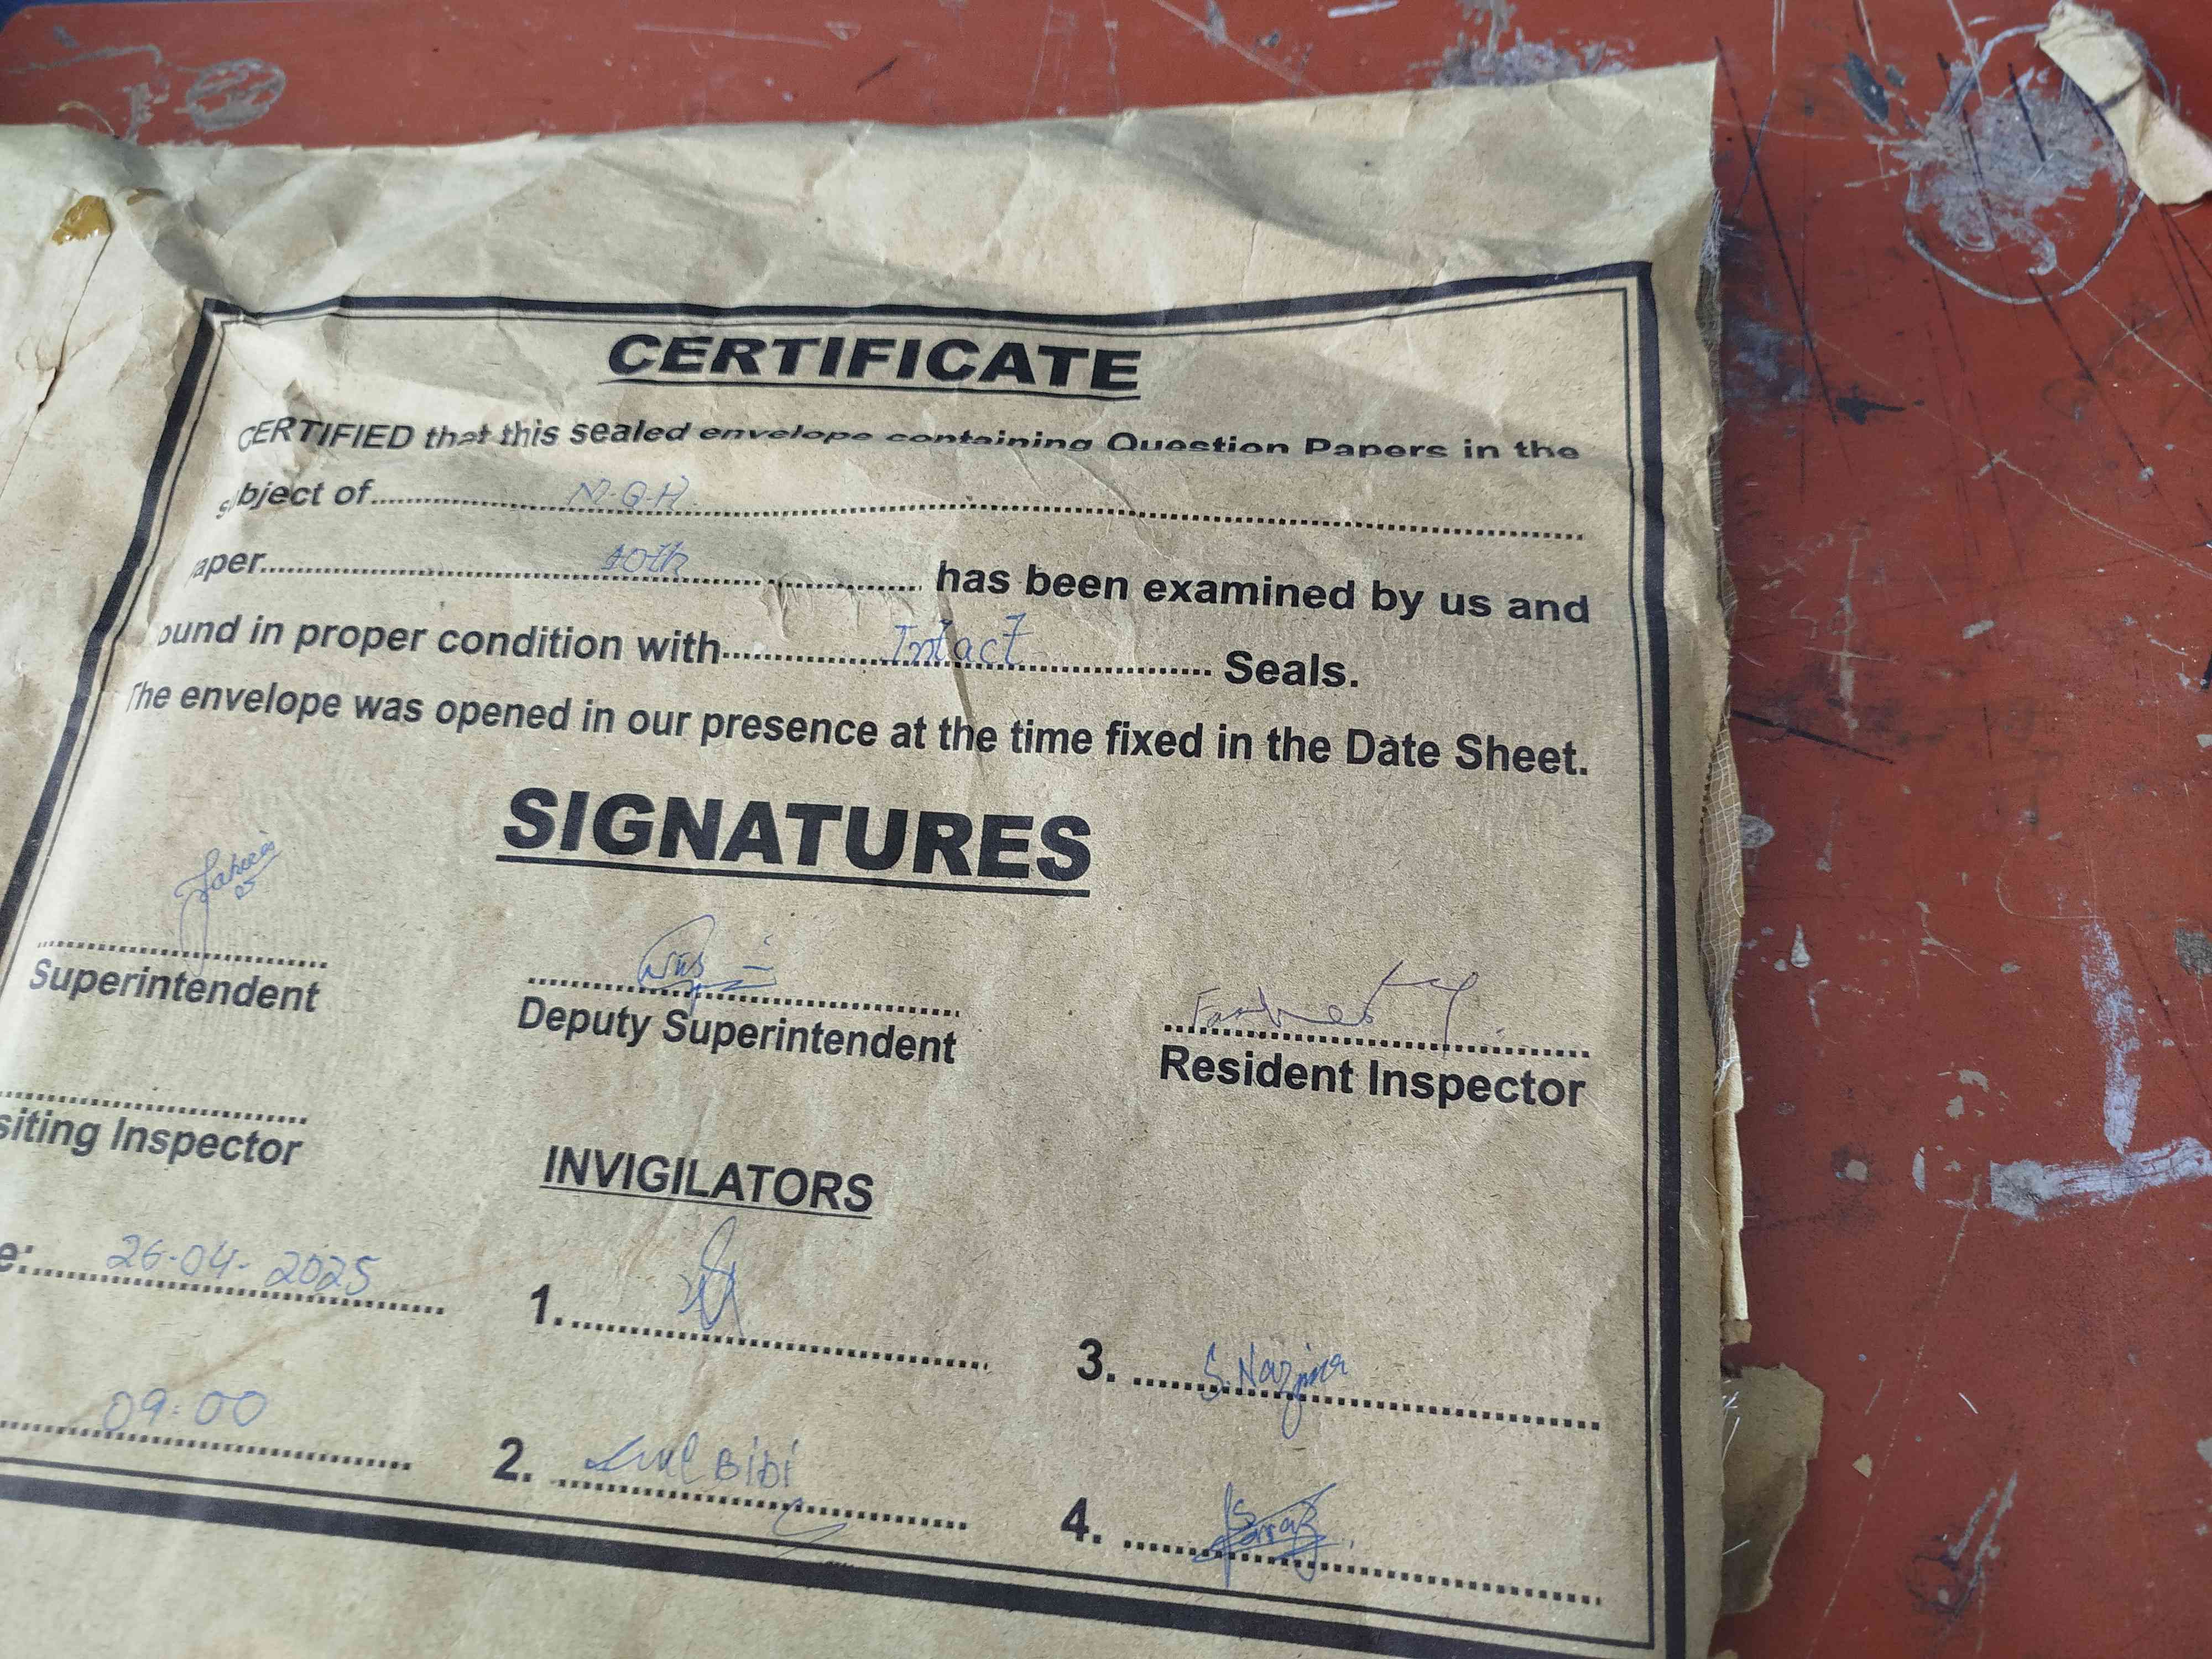 CERTIFICATE
CERTIFIED that this sealed envelope containing Question Papers in the
subject of
aper 10th has been examined by us and
ound in proper condition with Intact Seals.
The envelope was opened in our presence at the time fixed in the Date Sheet.
SIGNATURES
Superintendent
Deputy Superintendent
Resident Inspector
siting Inspector
INVIGILATORS
e: 26-04-2025
1.
3. S. Nazima
09:00
2. Bibi
4.